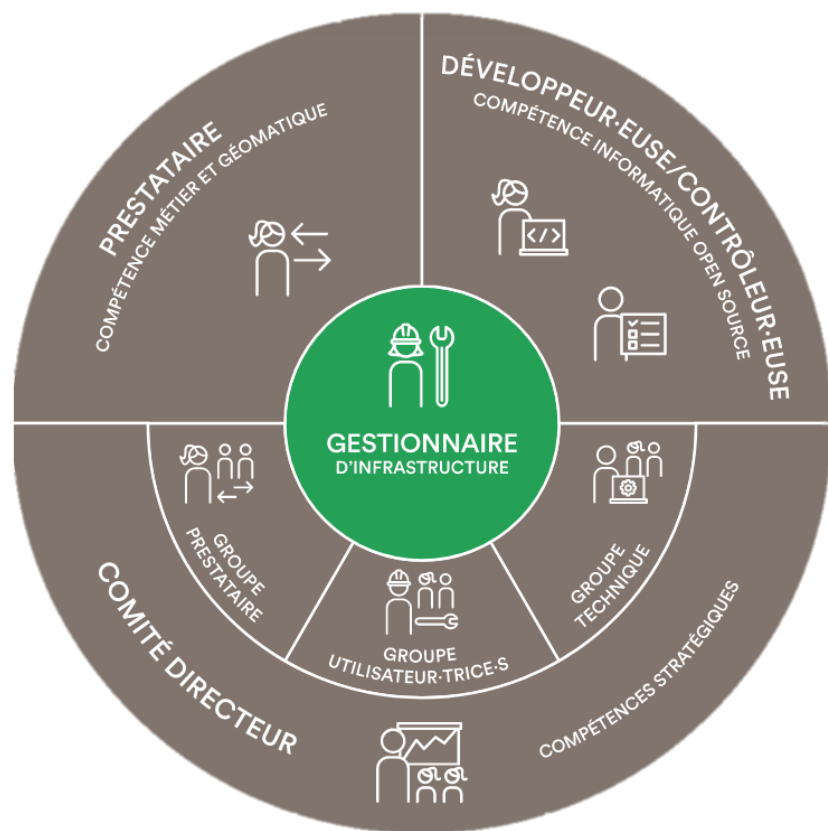 PRESTATAIRE
COMPÉTENCE MÉTIER ET GÉOMATIQUE
DÉVELOPPEUR·EUSE/CONTRÔLEUR·EUSE
COMPÉTENCE INFORMATIQUE OPEN SOURCE
</>
GESTIONNAIRE
D'INFRASTRUCTURE
GROUPE
PRESTATAIRE
GROUPE
UTILISATEUR·TRICE·S
GROUPE
TECHNIQUE
COMITÉ DIRECTEUR
COMPÉTENCES STRATÉGIQUES